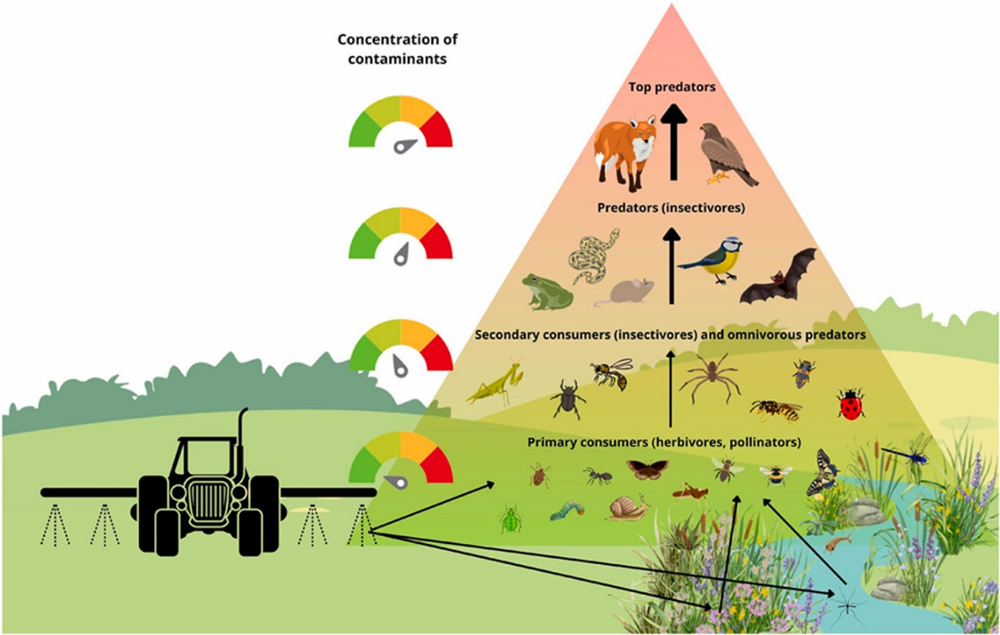 Concentration of
contaminants
Top predators
Predators (insectivores)
Secondary consumers (insectivores) and omnivorous predators
Primary consumers (herbivores, pollinators)